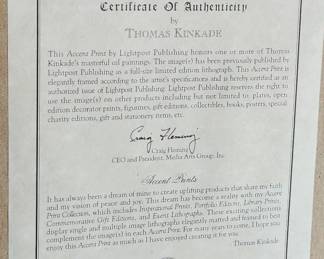 Certificate Of Authenticity
by
THOMAS KINKADE
This Accent Print by Lightpost Publishing honors one or more of Thomas
Kinkade's masterful oil paintings. The image(s) has been previously published by
Lightpost Publishing as a full-size limited edition lithograph. This Accent Print is
elegantly framed according to the artist's specifications and is hereby certified as an
authorized issue of Lightpost Publishing. Lightpost Publishing reserves the right to
use the image(s) on other products including but not limited to: plates, open
edition decorator prints, figurines, gift editions, collectibles, books, posters, special
charity editions, gift and stationery items, etc.
Craig Fleming
Craig Fleming
CEO and President, Media Arts Group, Inc.
Accent Prints
It has always been a dream of mine to create uplifting products that share my faith
and my vision of peace and joy. This dream has become a reality with my Accent
Print Collection, which includes Inspirational Prints, Portfolio Editions, Library Prints,
Commemorative Gift Editions, and Event Lithographs. These exciting collections
display single and multiple image lithographs elegantly matted and framed to best
complement the image(s) in each Accent Print. For many years to come, I hope you
enjoy this Accent Print as much as I have enjoyed creating it for you.
Thomas Kinkade